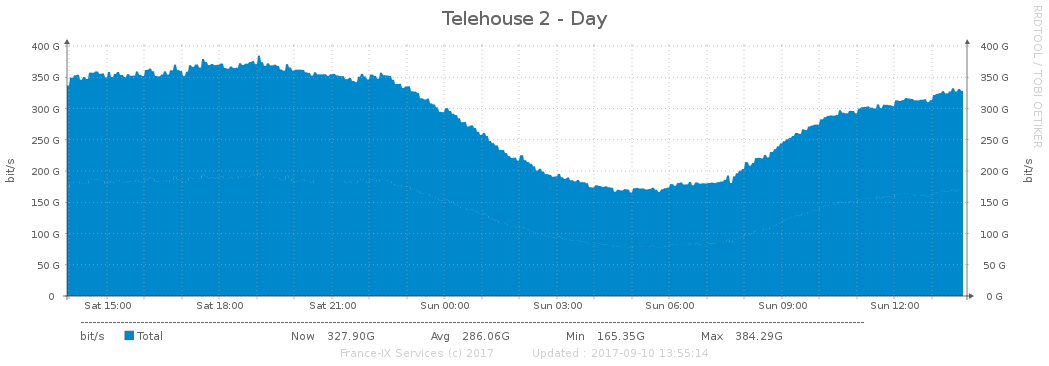 Telehouse 2 - Day
RRDTOOL / TOBI OETIKER
bit/s
400 G 400 G
350 G 350 G
300 G 300 G
250 G 250 G
200 G 200 G
150 G 150 G
100 G 100 G
50 G 50 G
0 0 G
bit/s
Sat 15:00 Sat 18:00 Sat 21:00 Sun 00:00 Sun 03:00 Sun 06:00 Sun 09:00 Sun 12:00
bit/s Total Now 327.90G Avg 286.06G Min 165.35G Max 384.29G
France-IX Services (c) 2017 Updated : 2017-09-10 13:55:14